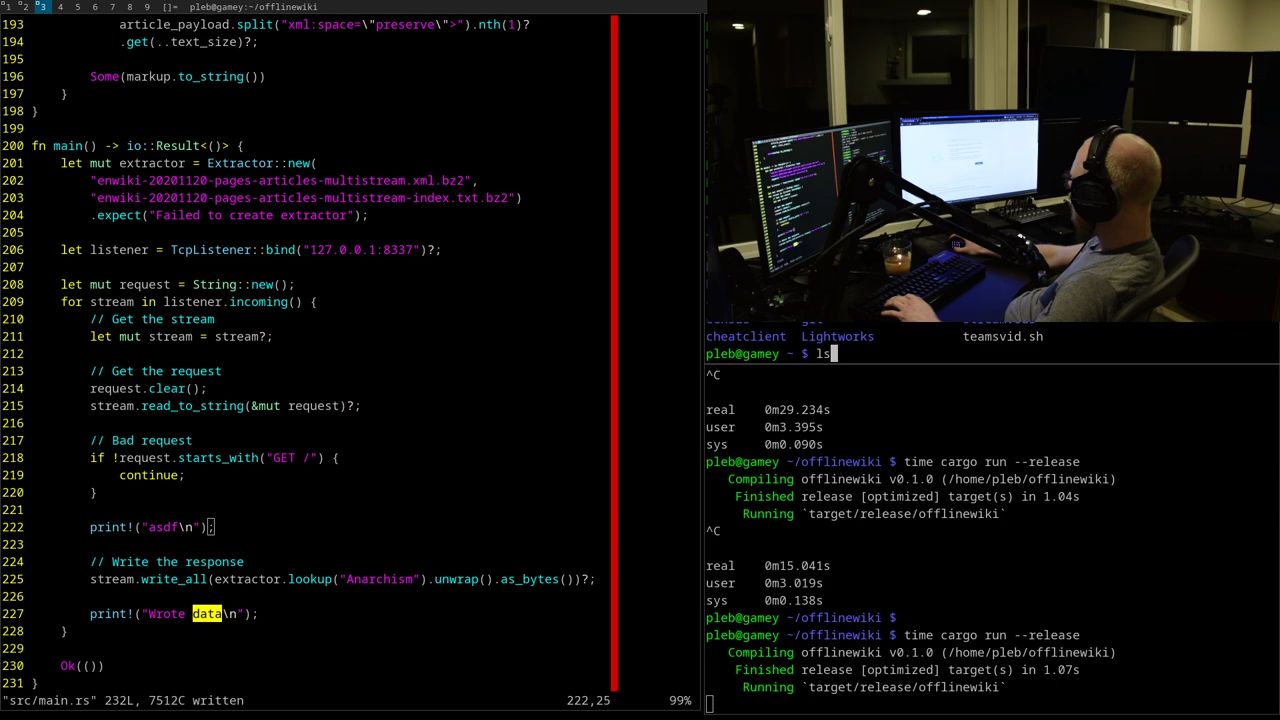 1 2 3 4 5 6 7 8 9 []= pleb@gamey:~/offlinewiki
193             article_payload.split("xml:space=\"preserve\">").nth(1)?
194             .get(..text_size)?;
195
196         Some(markup.to_string())
197     }
198 }
199
200 fn main() -> io::Result<()> {
201     let mut extractor = Extractor::new(
202         "enwiki-20201120-pages-articles-multistream.xml.bz2",
203         "enwiki-20201120-pages-articles-multistream-index.txt.bz2")
204         .expect("Failed to create extractor");
205
206     let listener = TcpListener::bind("127.0.0.1:8337")?;
207
208     let mut request = String::new();
209     for stream in listener.incoming() {
210         // Get the stream
211         let mut stream = stream?;
212
213         // Get the request
214         request.clear();
215         stream.read_to_string(&mut request)?;
216
217         // Bad request
218         if !request.starts_with("GET /") {
219             continue;
220         }
221
222         print!("asdf\n");
223
224         // Write the response
225         stream.write_all(extractor.lookup("Anarchism").unwrap().as_bytes())?;
226
227         print!("Wrote data\n");
228     }
229
230     Ok(())
231 }
"src/main.rs" 232L, 7512C written 222,25 99%
cheatclient Lightworks teamsvid.sh
pleb@gamey ~ $ ls
^C
real 0m29.234s
user 0m3.395s
sys 0m0.090s
pleb@gamey ~/offlinewiki $ time cargo run --release
Compiling offlinewiki v0.1.0 (/home/pleb/offlinewiki)
Finished release [optimized] target(s) in 1.04s
Running `target/release/offlinewiki`
^C
real 0m15.041s
user 0m3.019s
sys 0m0.138s
pleb@gamey ~/offlinewiki $
pleb@gamey ~/offlinewiki $ time cargo run --release
Compiling offlinewiki v0.1.0 (/home/pleb/offlinewiki)
Finished release [optimized] target(s) in 1.07s
Running `target/release/offlinewiki`